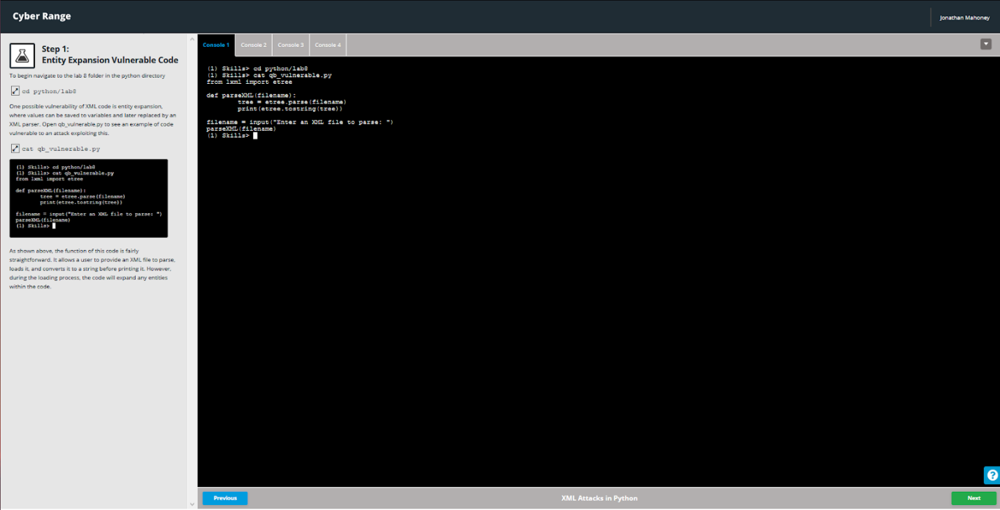 Cyber Range
Jonathan Mahoney
Step 1:
Entity Expansion Vulnerable Code
To begin navigate to the lab 8 folder in the python directory
cd python/lab8
One possible vulnerability of XML code is entity expansion,
where values can be saved to variables and later replaced by an
XML parser. Open qb_vulnerable.py to see an example of code
vulnerable to an attack exploiting this.
cat qb_vulnerable.py
(1) Skills> cd python/lab8
(1) Skills> cat qb_vulnerable.py
from lxml import etree
def parseXML(filename):
tree = etree.parse(filename)
print(etree.tostring(tree))
filename = input("Enter an XML file to parse: ")
parseXML(filename)
(1) Skills>
As shown above, the function of this code is fairly
straightforward. It allows a user to provide an XML file to parse,
loads it, and converts it to a string before printing it. However,
during the loading process, the code will expand any entities
within the code.
Console 1
Console 2
Console 3
Console 4
(1) Skills> cd python/lab8
(1) Skills> cat qb_vulnerable.py
from lxml import etree
def parseXML(filename):
tree = etree.parse(filename)
print(etree.tostring(tree))
filename = input("Enter an XML file to parse: ")
parseXML(filename)
(1) Skills>
?
Previous
XML Attacks in Python
Next